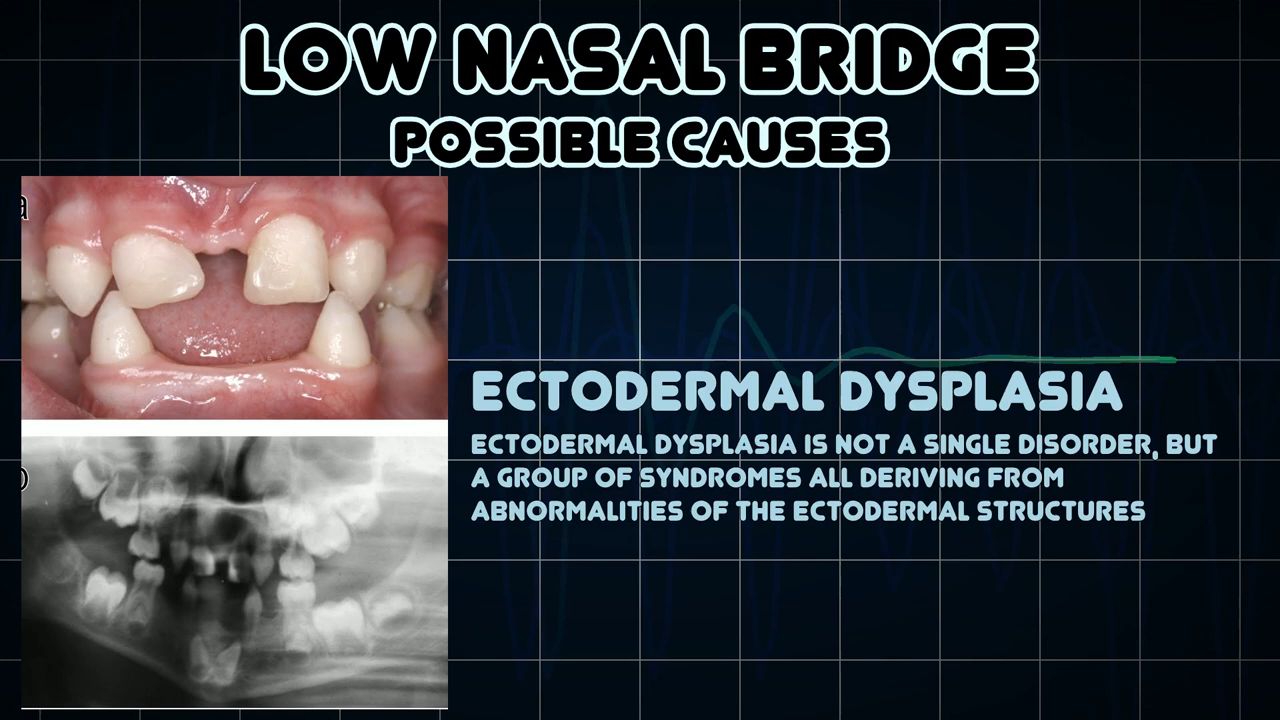 LOW NASAL BRIDGE
POSSIBLE CAUSES
a
ECTODERMAL DYSPLASIA
ECTODERMAL DYSPLASIA IS NOT A SINGLE DISORDER, BUT
A GROUP OF SYNDROMES ALL DERIVING FROM
ABNORMALITIES OF THE ECTODERMAL STRUCTURES